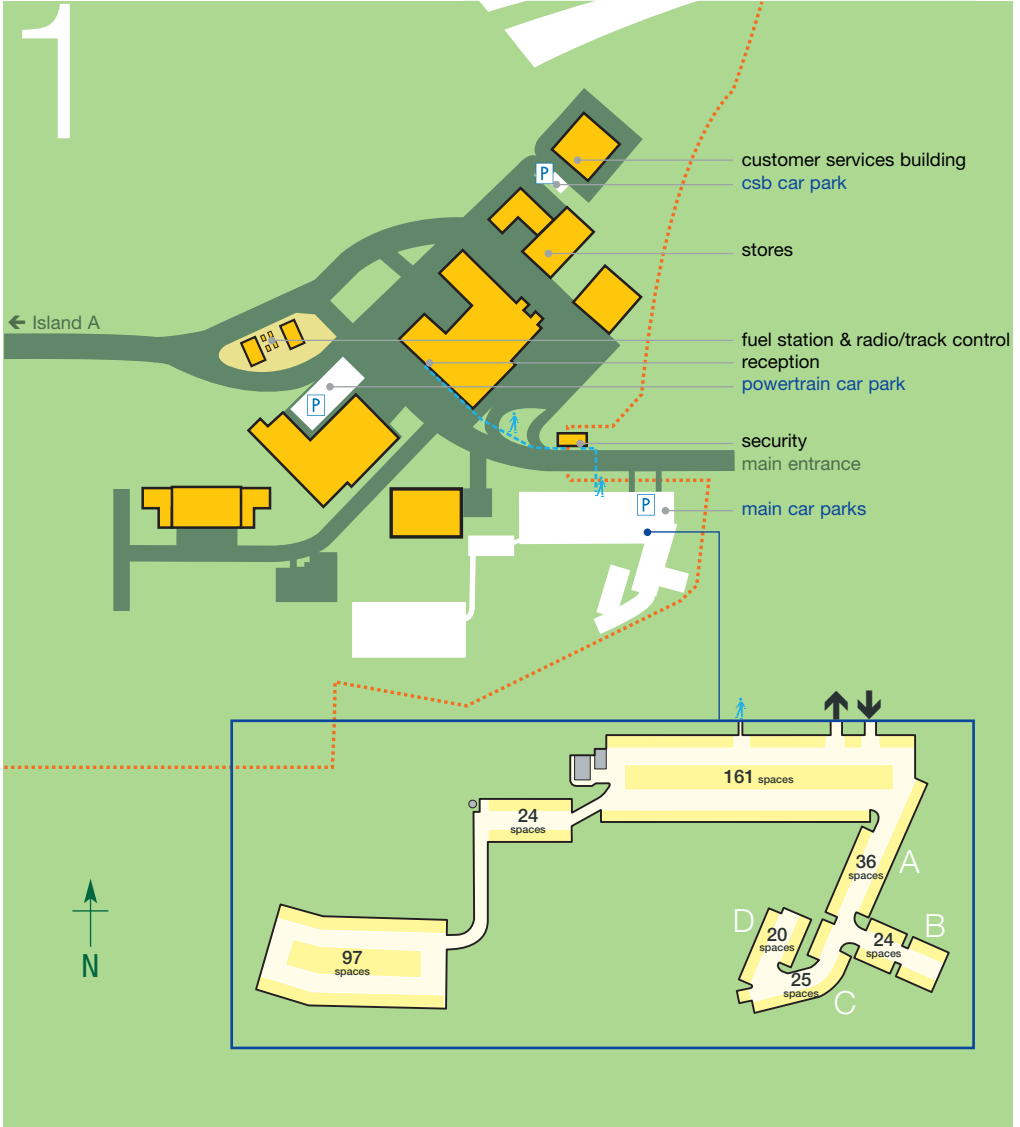 1
customer services building
P
csb car park
stores
← Island A
fuel station & radio/track control
reception
powertrain car park
P
security
main entrance
P
main car parks
161 spaces
24
spaces
36
spaces
A
D
B
20
spaces
24
spaces
97
spaces
25
spaces
C
N